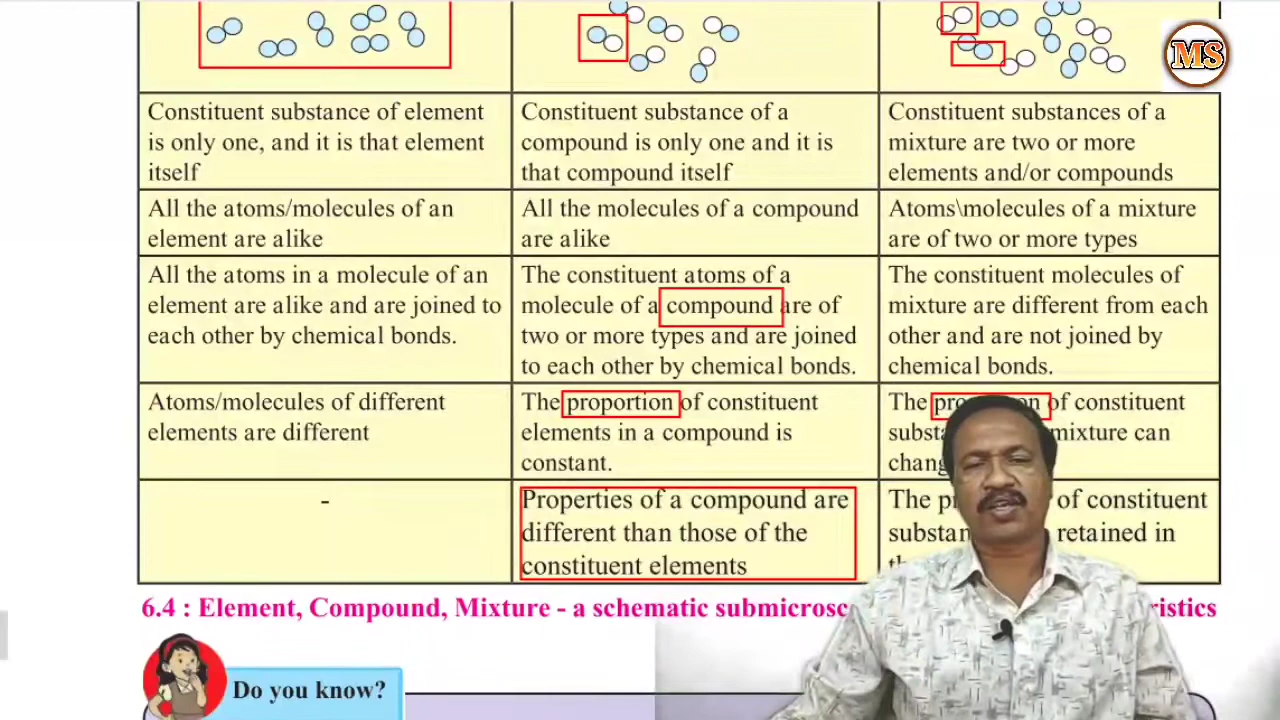 MS
Constituent substance of element
is only one, and it is that element
itself
Constituent substance of a
compound is only one and it is
that compound itself
Constituent substances of a
mixture are two or more
elements and/or compounds
All the atoms/molecules of an
element are alike
All the molecules of a compound
are alike
Atoms\molecules of a mixture
are of two or more types
All the atoms in a molecule of an
element are alike and are joined to
each other by chemical bonds.
The constituent atoms of a
molecule of a compound are of
two or more types and are joined
to each other by chemical bonds.
The constituent molecules of
mixture are different from each
other and are not joined by
chemical bonds.
Atoms/molecules of different
elements are different
The proportion of constituent
elements in a compound is
constant.
The of constituent
mixture can
-
Properties of a compound are
different than those of the
constituent elements
The of constituent
retained in
6.4 : Element, Compound, Mixture - a schematic
Do you know?